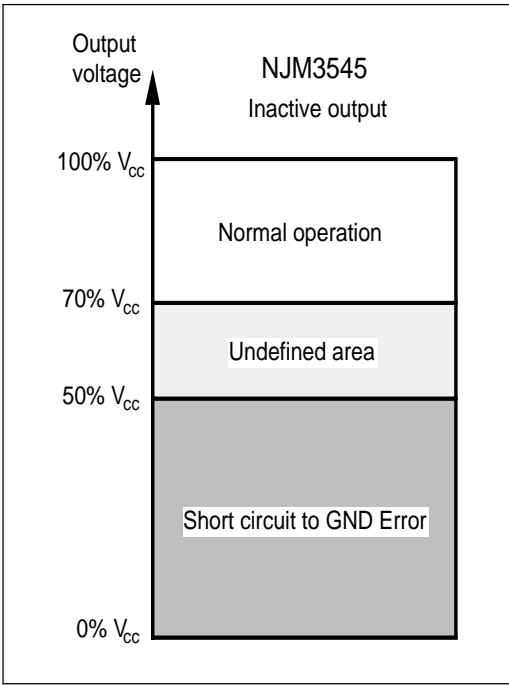 Output
voltage
NJM3545
Inactive output
100% Vcc
Normal operation
70% Vcc
Undefined area
50% Vcc
Short circuit to GND Error
0% Vcc